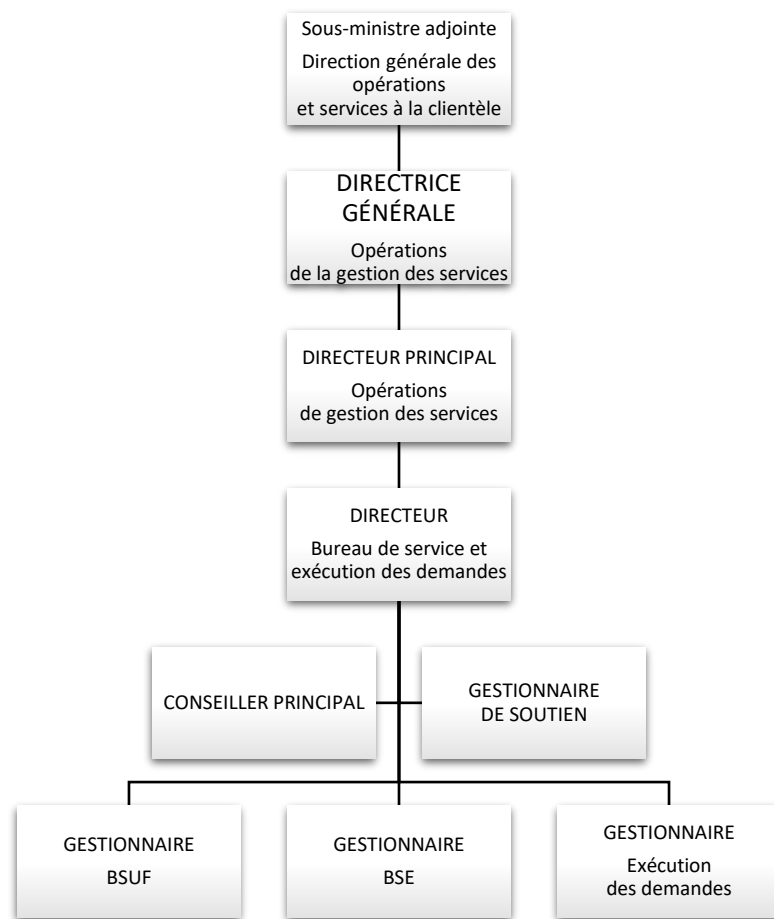 Sous-ministre adjointe
Direction générale des
opérations
et services à la clientèle
DIRECTRICE
GÉNÉRALE
Opérations
de la gestion des services
DIRECTEUR PRINCIPAL
Opérations
de gestion des services
DIRECTEUR
Bureau de service et
exécution des demandes
CONSEILLER PRINCIPAL
GESTIONNAIRE
DE SOUTIEN
GESTIONNAIRE
BSUF
GESTIONNAIRE
BSE
GESTIONNAIRE
Exécution
des demandes